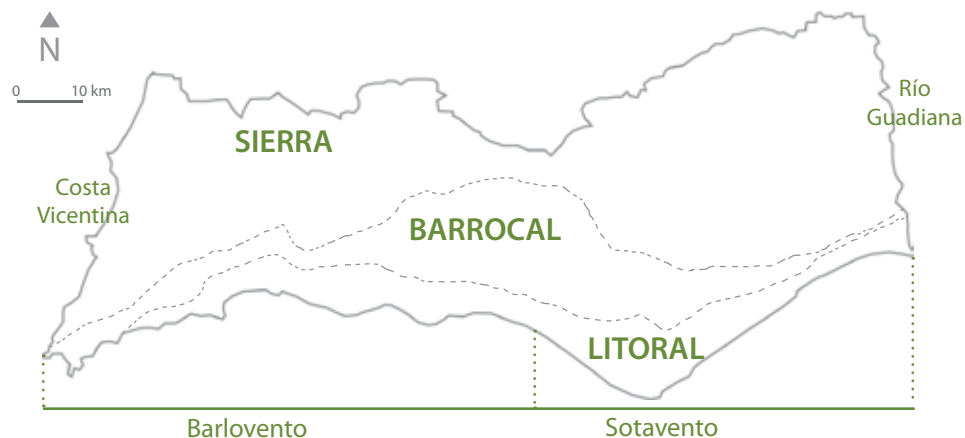 N
0 10 km
SIERRA
Río
Guadiana
Costa
Vicentina
BARROCAL
LITORAL
Barlovento
Sotavento